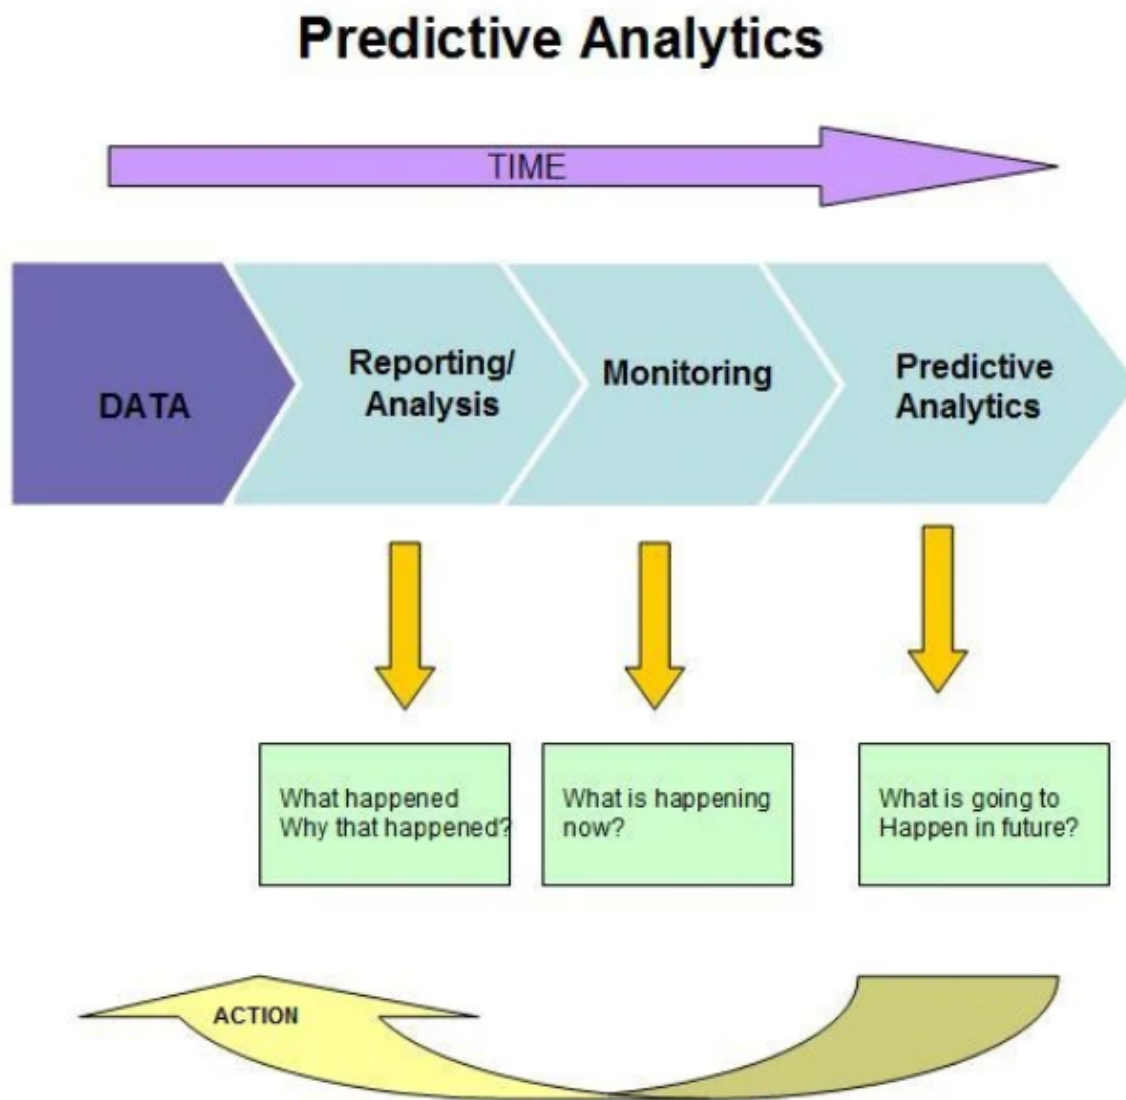 Predictive Analytics
TIME
DATA
Reporting/
Analysis
Monitoring
Predictive
Analytics
What happened
Why that happened?
What is happening
now?
What is going to
Happen in future?
ACTION